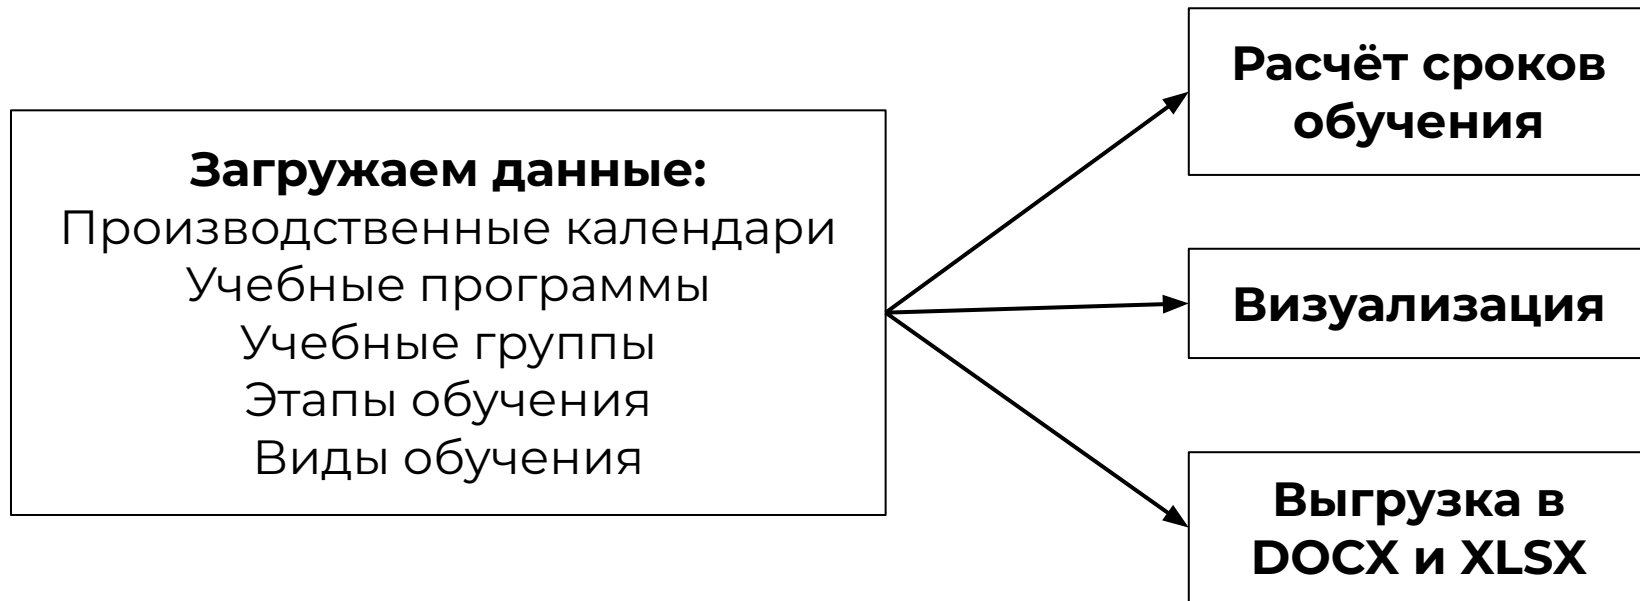 Загружаем данные:
Производственные календари
Учебные программы
Учебные группы
Этапы обучения
Виды обучения
Расчёт сроков
обучения
Визуализация
Выгрузка в
DOCX и XLSX